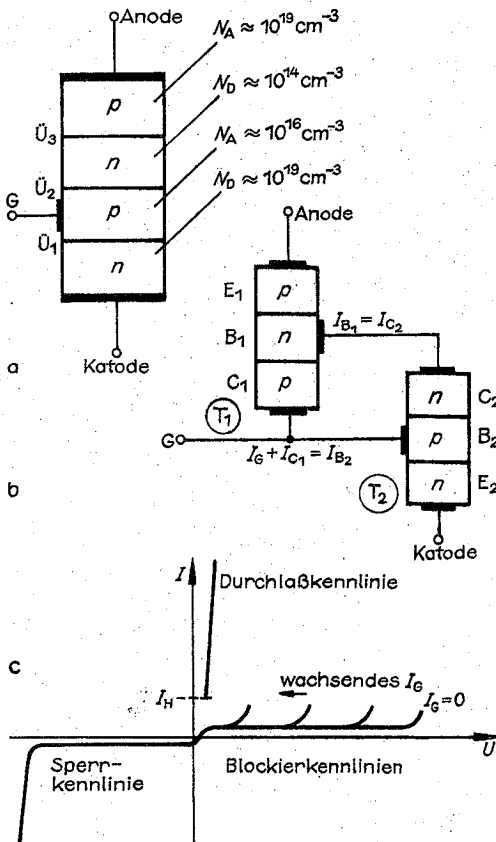 Anode
N_A ≈ 10^19 cm^-3
p
N_D ≈ 10^14 cm^-3
Ü3
n
N_A ≈ 10^16 cm^-3
Ü2
G
p
N_D ≈ 10^19 cm^-3
Ü1
n
Katode
a
Anode
E1
p
B1
n
I_B1 = I_C2
C1
p
T1
n
C2
G
p
B2
I_G + I_C1 = I_B2
b
T2
n
E2
Katode
I
Durchlaßkennlinie
c
I_H
wachsendes I_G
I_G = 0
Sperr-
kennlinie
Blockierkennlinien
U